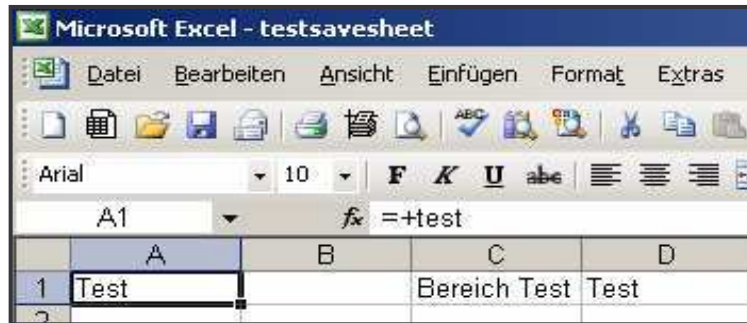 Microsoft Excel - testsavesheet
Datei Bearbeiten Ansicht Einfügen Format Extras
ABC
Arial 10 F K U abc
A1 fx =+test
A B C D
1 Test Bereich Test Test
2